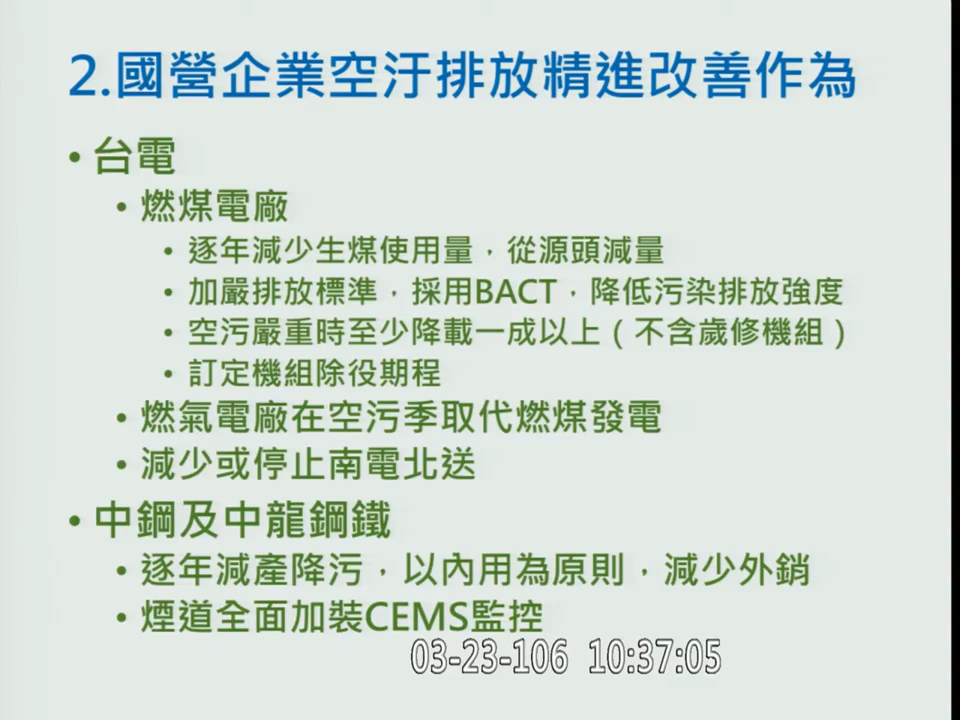 2.國營企業空汙排放精進改善作為
• 台電
• 燃煤電廠
• 逐年減少生煤使用量，從源頭減量
• 加嚴排放標準，採用BACT，降低污染排放強度
• 空污嚴重時至少降載一成以上（不含歲修機組）
• 訂定機組除役期程
• 燃氣電廠在空污季取代燃煤發電
• 減少或停止南電北送
• 中鋼及中龍鋼鐵
• 逐年減產降污，以內用為原則，減少外銷
• 煙道全面加裝CEMS監控
03-23-106 10:37:05